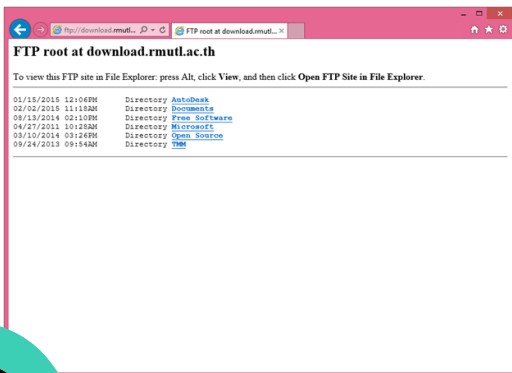 ftp://download.rmutl...
FTP root at download.rmutl...
FTP root at download.rmutl.ac.th
To view this FTP site in File Explorer: press Alt, click View, and then click Open FTP Site in File Explorer.
01/15/2015 12:06PM Directory AutoDesk
02/02/2015 11:18AM Directory Documents
08/13/2014 02:10PM Directory Free Software
04/27/2011 10:28AM Directory Microsoft
03/10/2014 03:26PM Directory Open Source
09/24/2013 09:54AM Directory TMM